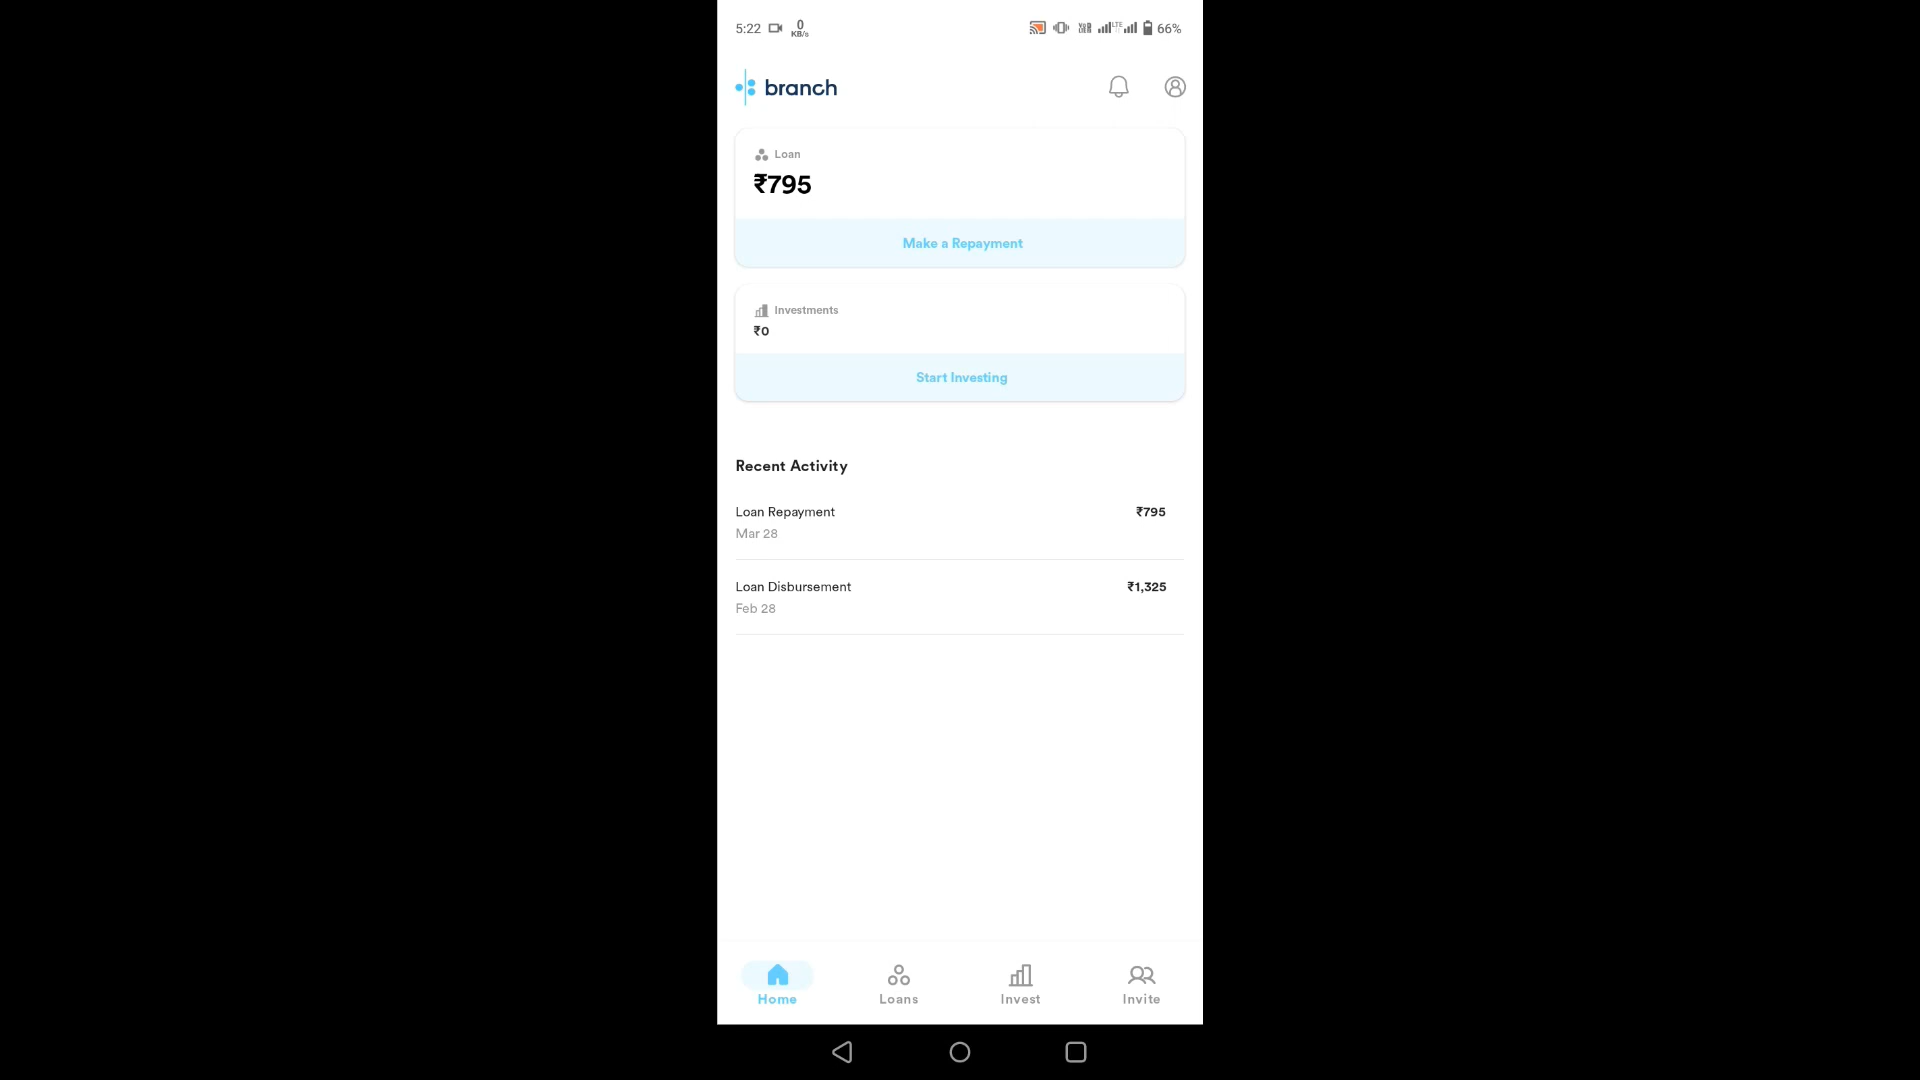 5:22 0 KB/s LTE 66%
branch
Loan
₹795
Make a Repayment
Investments
₹0
Start Investing
Recent Activity
Loan Repayment ₹795
Mar 28
Loan Disbursement ₹1,325
Feb 28
Home Loans Invest Invite